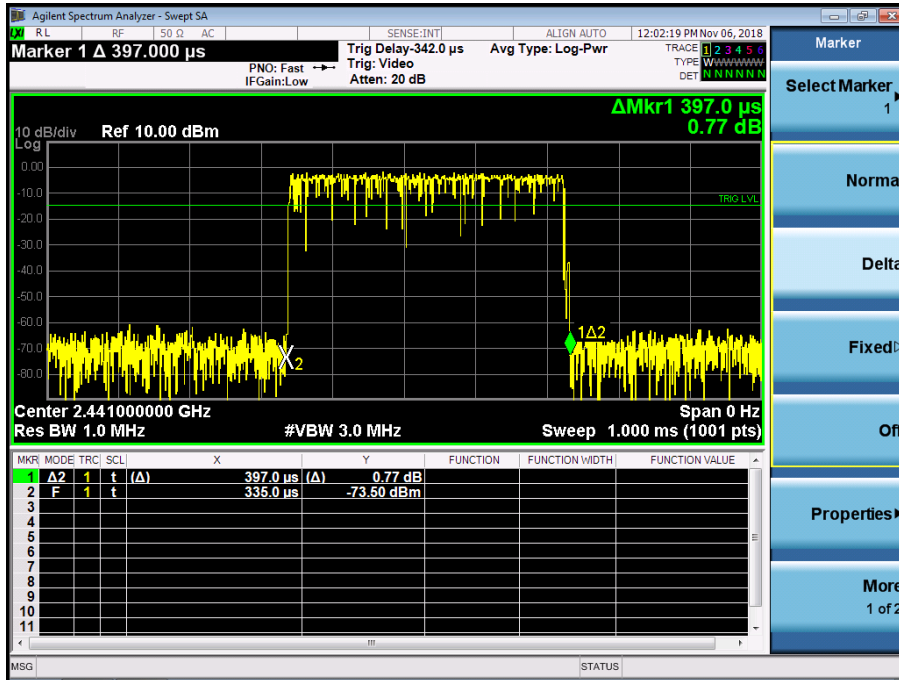 Agilent Spectrum Analyzer - Swept SA
LXI RL RF 50 Ω AC SENSE:INT ALIGN AUTO 12:02:19 PM Nov 06, 2018
Marker 1 Δ 397.000 µs
PNO: Fast
IFGain:Low
Trig Delay-342.0 µs
Trig: Video
Atten: 20 dB
Avg Type: Log-Pwr
TRACE 1 2 3 4 5 6
TYPE WWWWWW
DET N N N N N N
ΔMkr1 397.0 µs
0.77 dB
10 dB/div Ref 10.00 dBm
Log
0.00
-10.0
TRIG LVL
-20.0
-30.0
-40.0
-50.0
-60.0
1Δ2
-70.0
2
-80.0
Center 2.441000000 GHz Span 0 Hz
Res BW 1.0 MHz #VBW 3.0 MHz Sweep 1.000 ms (1001 pts)
MKR MODE TRC SCL X Y FUNCTION FUNCTION WIDTH FUNCTION VALUE
1 Δ2 1 t (Δ) 397.0 µs (Δ) 0.77 dB
2 F 1 t 335.0 µs -73.50 dBm
3
4
5
6
7
8
9
10
11
MSG STATUS
Marker
Select Marker
1
Norma
Delta
Fixed
Off
Properties
More
1 of 2